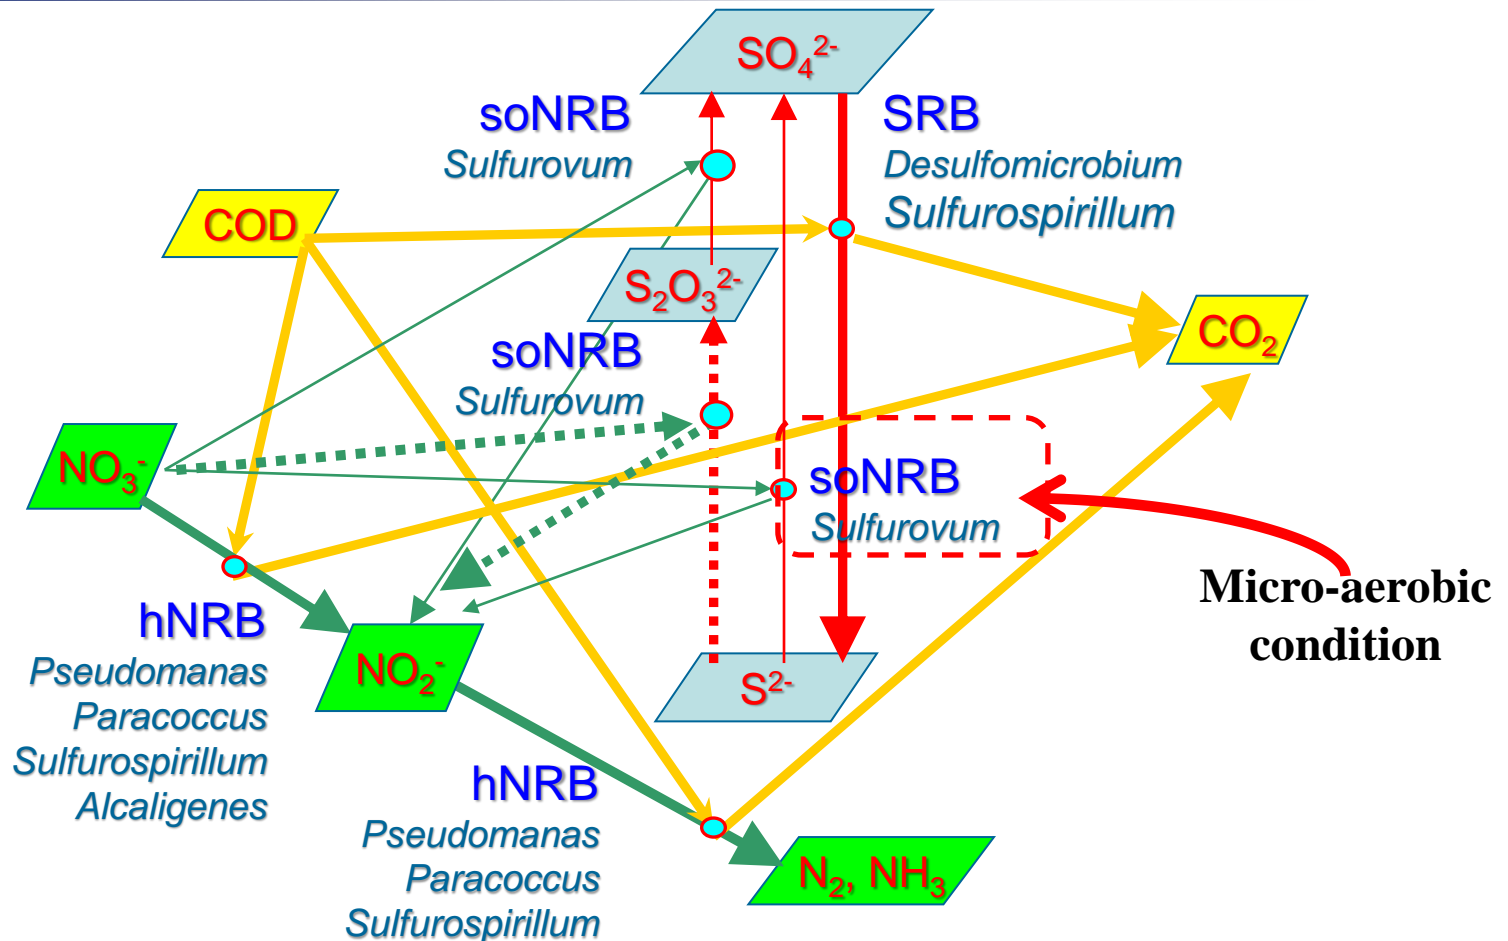 SO₄²⁻
soNRB
Sulfurovum
SRB
Desulfomicrobium
Sulfurospirillum
COD
S₂O₃²⁻
CO₂
soNRB
Sulfurovum
NO₃⁻
soNRB
Sulfurovum
Micro-aerobic
condition
hNRB
Pseudomanas
Paracoccus
Sulfurospirillum
Alcaligenes
NO₂⁻
S²⁻
hNRB
Pseudomanas
Paracoccus
Sulfurospirillum
N₂, NH₃